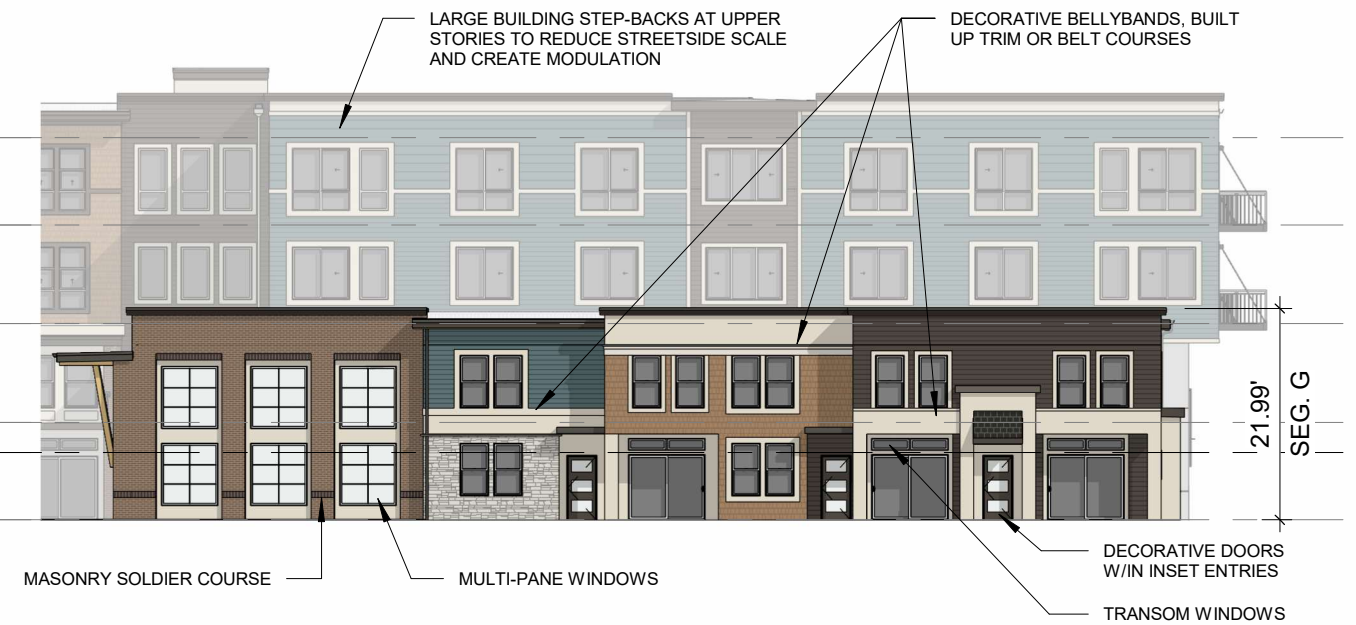 LARGE BUILDING STEP-BACKS AT UPPER
STORIES TO REDUCE STREETSIDE SCALE
AND CREATE MODULATION
DECORATIVE BELLYBANDS, BUILT
UP TRIM OR BELT COURSES
21.99'
SEG. G
MASONRY SOLDIER COURSE
MULTI-PANE WINDOWS
DECORATIVE DOORS
W/IN INSET ENTRIES
TRANSOM WINDOWS